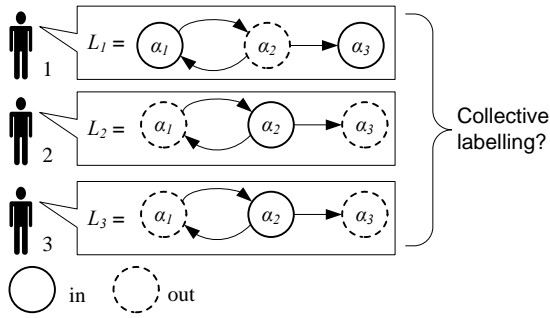 L₁ = α₁ α₂ α₃
1
L₂ = α₁ α₂ α₃
2
Collective
labelling?
L₃ = α₁ α₂ α₃
3
in out